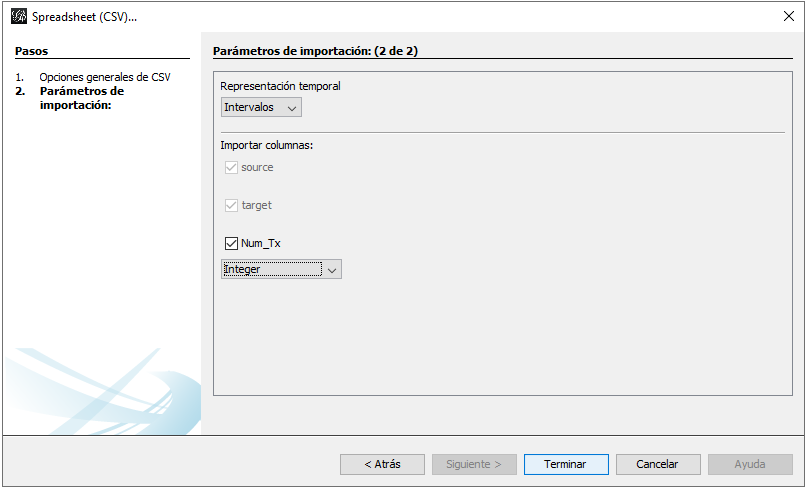 Spreadsheet (CSV)...
Pasos
1. Opciones generales de CSV
2. Parámetros de
importación:
Parámetros de importación: (2 de 2)
Representación temporal
Intervalos
Importar columnas:
source
target
Num_Tx
Integer
< Atrás
Siguiente >
Terminar
Cancelar
Ayuda